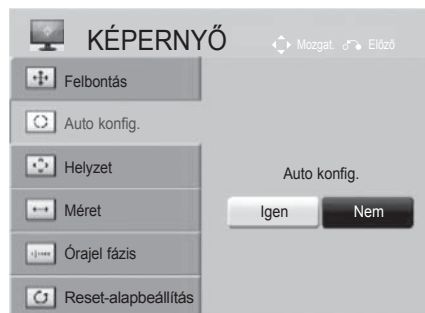 KÉPERNYŐ
Mozgat. Előző
Felbontás
Auto konfig.
Helyzet
Méret
Órajel fázis
Reset-alapbeállítás
Auto konfig.
Igen Nem